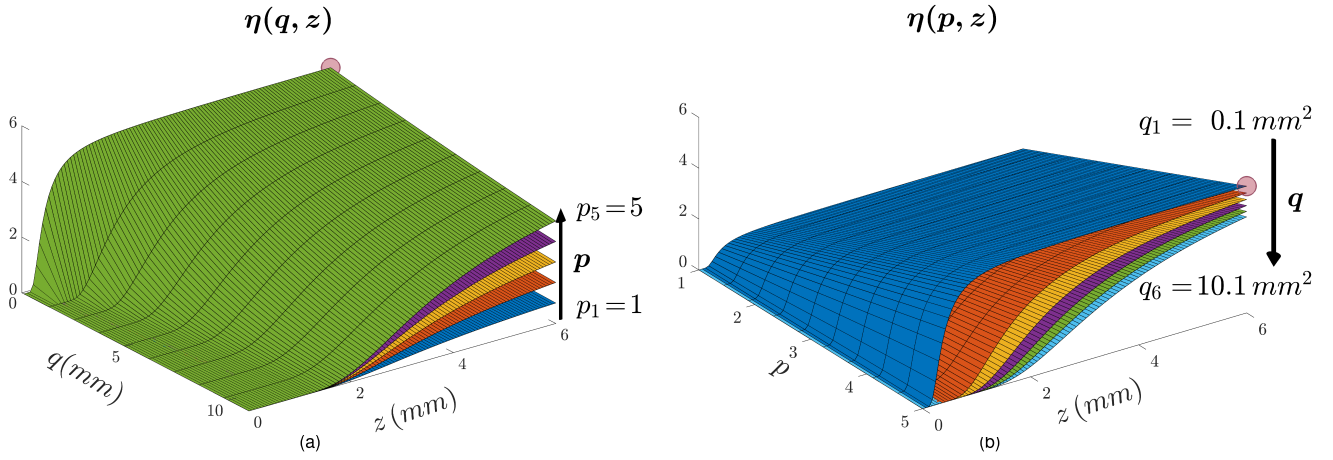 η(q, z)
6
4
2
0
0
5
10
q(mm)
0
2
4
6
z (mm)
p₅ = 5
p
p₁ = 1
(a)
η(p, z)
6
4
2
0
1
2
3
4
5
p
0
2
4
6
z (mm)
q₁ = 0.1 mm²
q
q₆ = 10.1 mm²
(b)